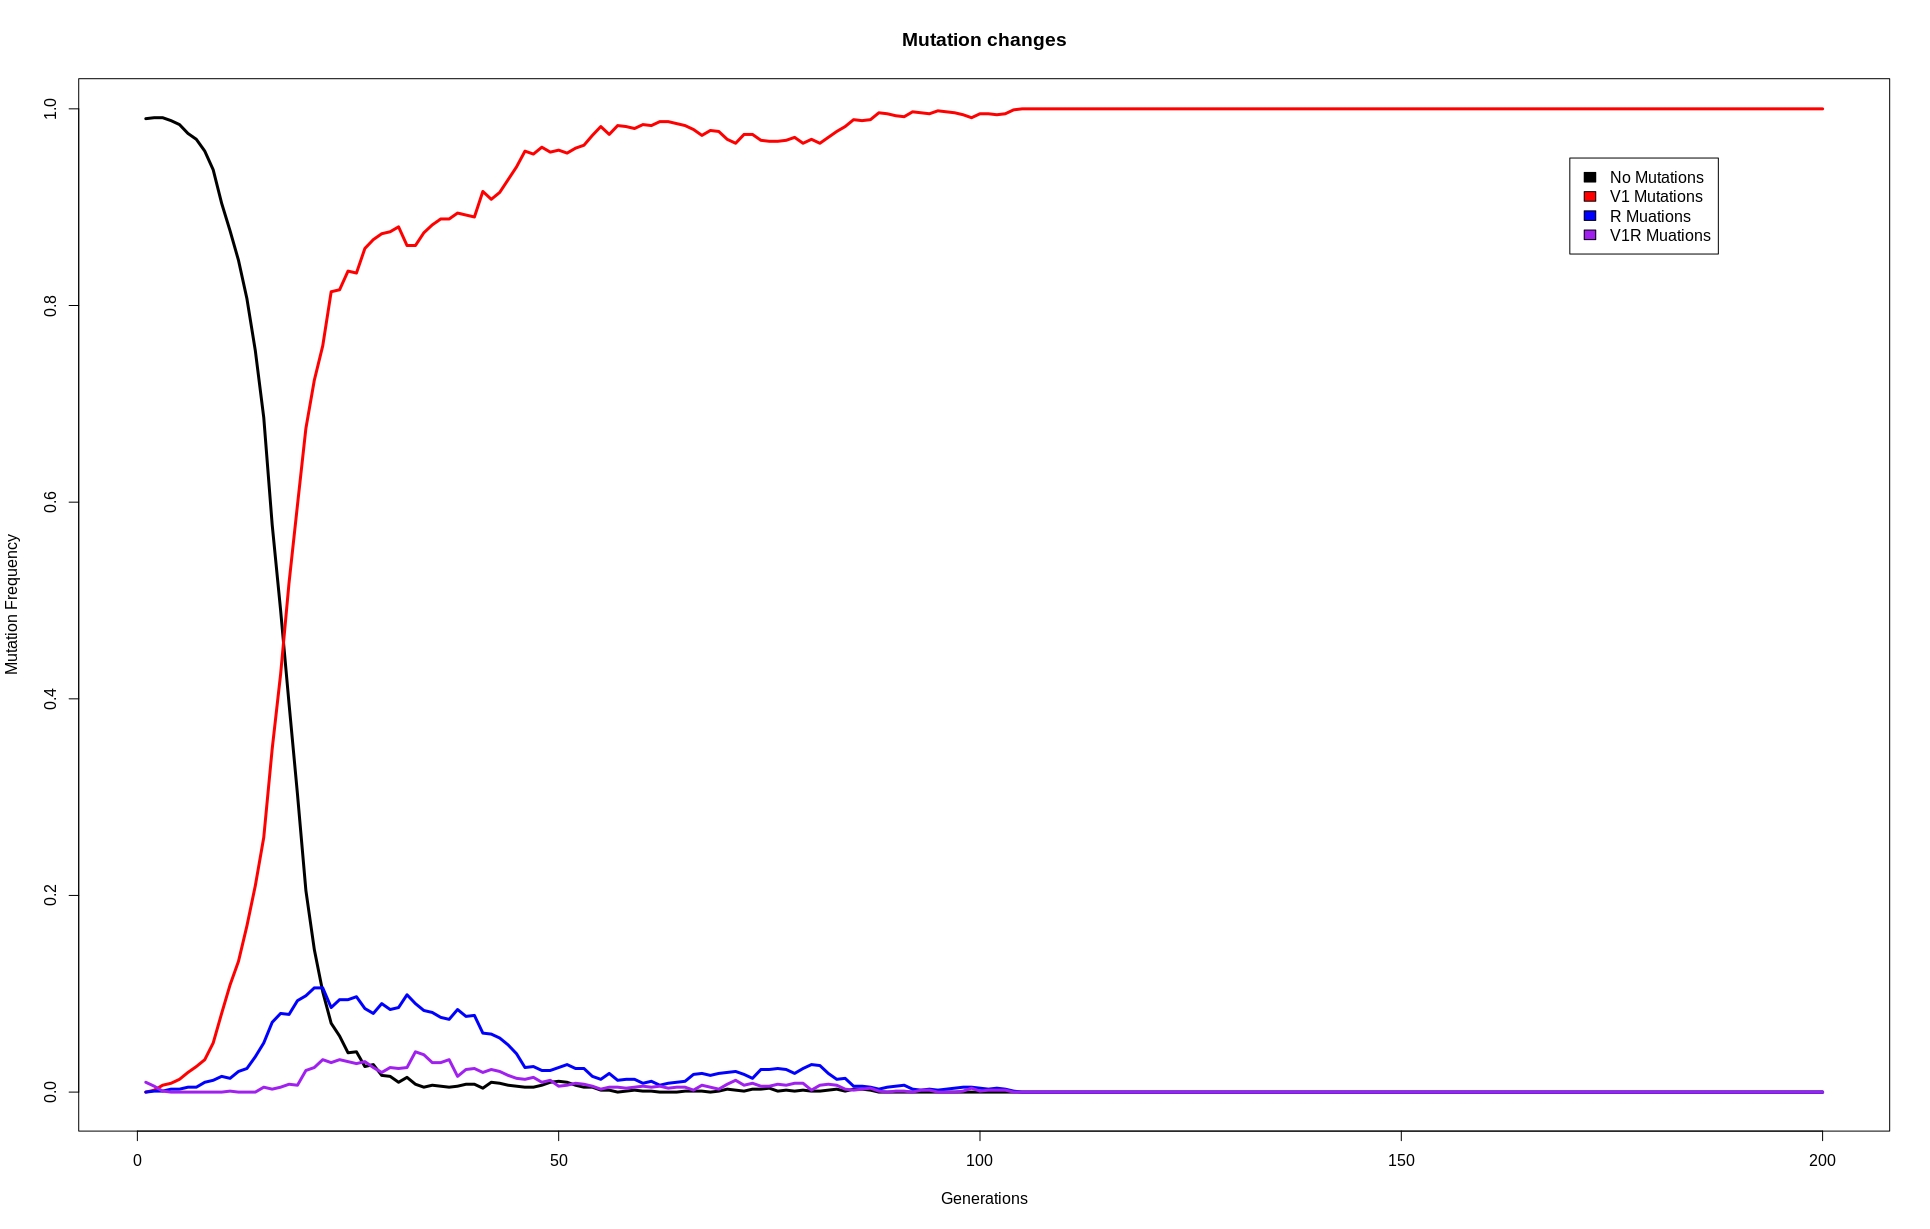 Mutation changes
1.0
0.8
0.6
0.4
0.2
0.0
Mutation Frequency
No Mutations
V1 Mutations
R Muations
V1R Muations
0 50 100 150 200
Generations